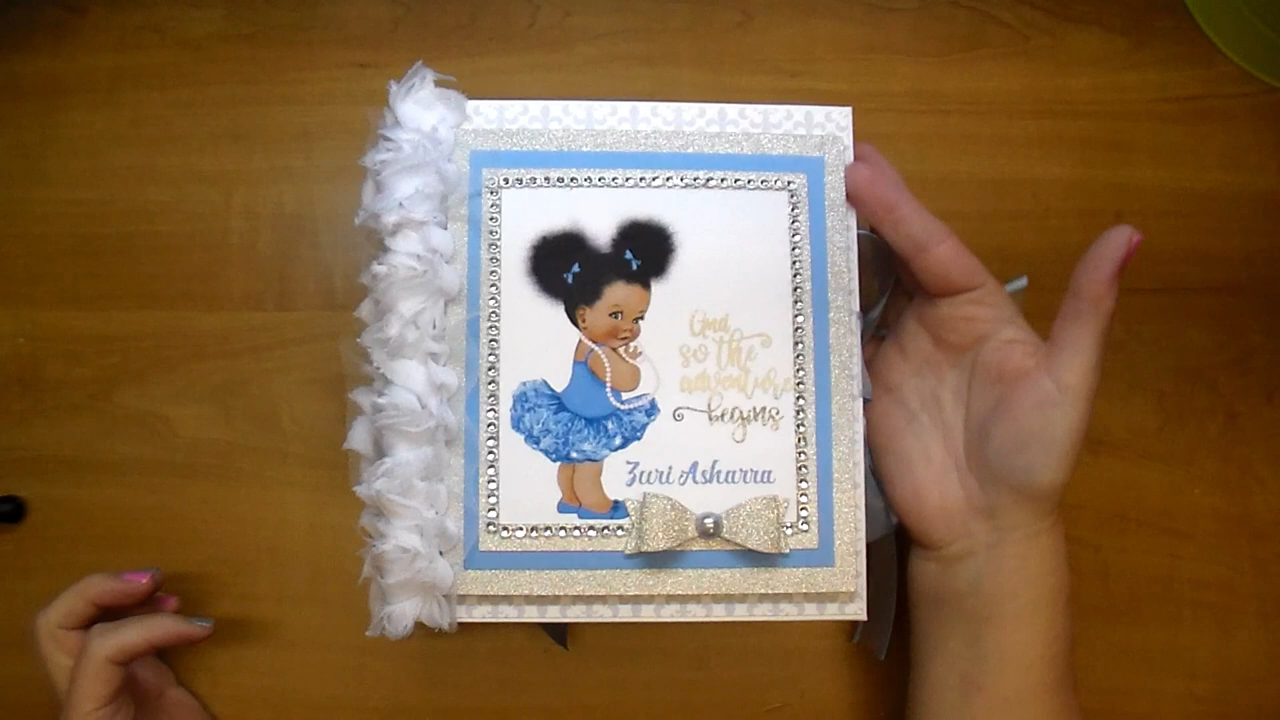 And
so the
adventure
begins
Zuri Asharra